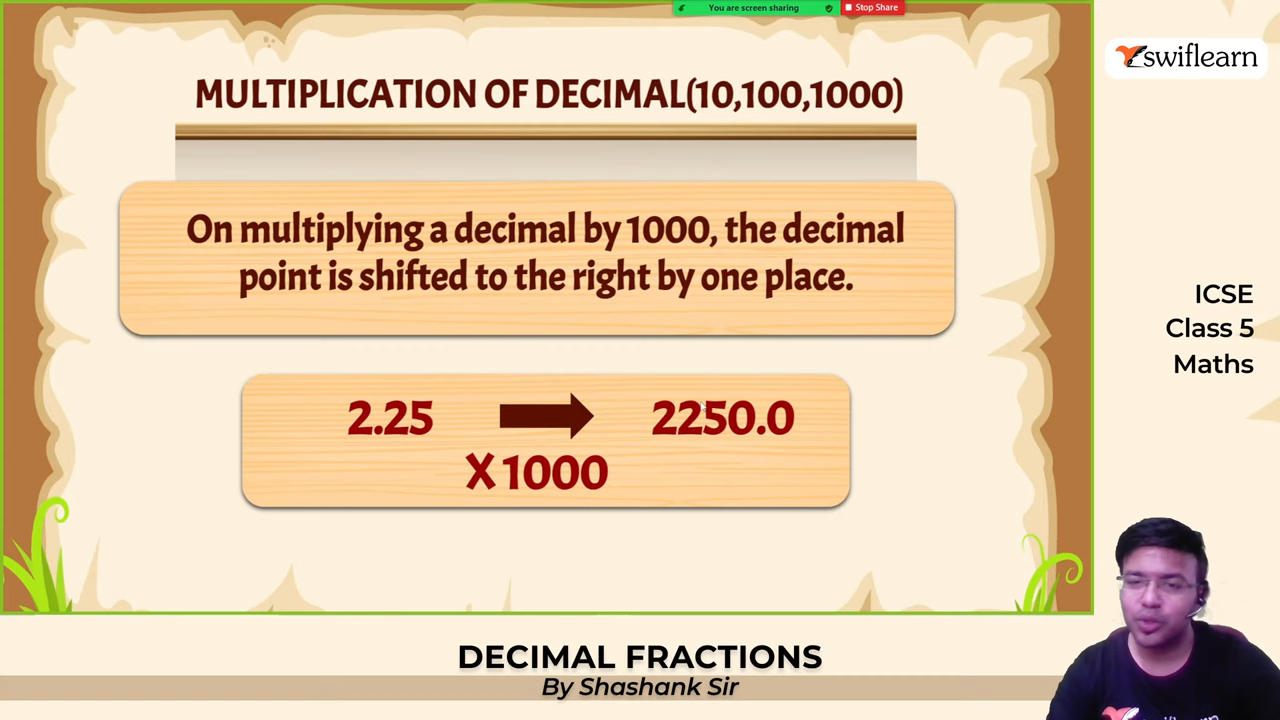 You are screen sharing
Stop Share
swiflearn
MULTIPLICATION OF DECIMAL(10,100,1000)
On multiplying a decimal by 1000, the decimal
point is shifted to the right by one place.
2.25 2250.0
X 1000
ICSE
Class 5
Maths
DECIMAL FRACTIONS
By Shashank Sir
swiflearn